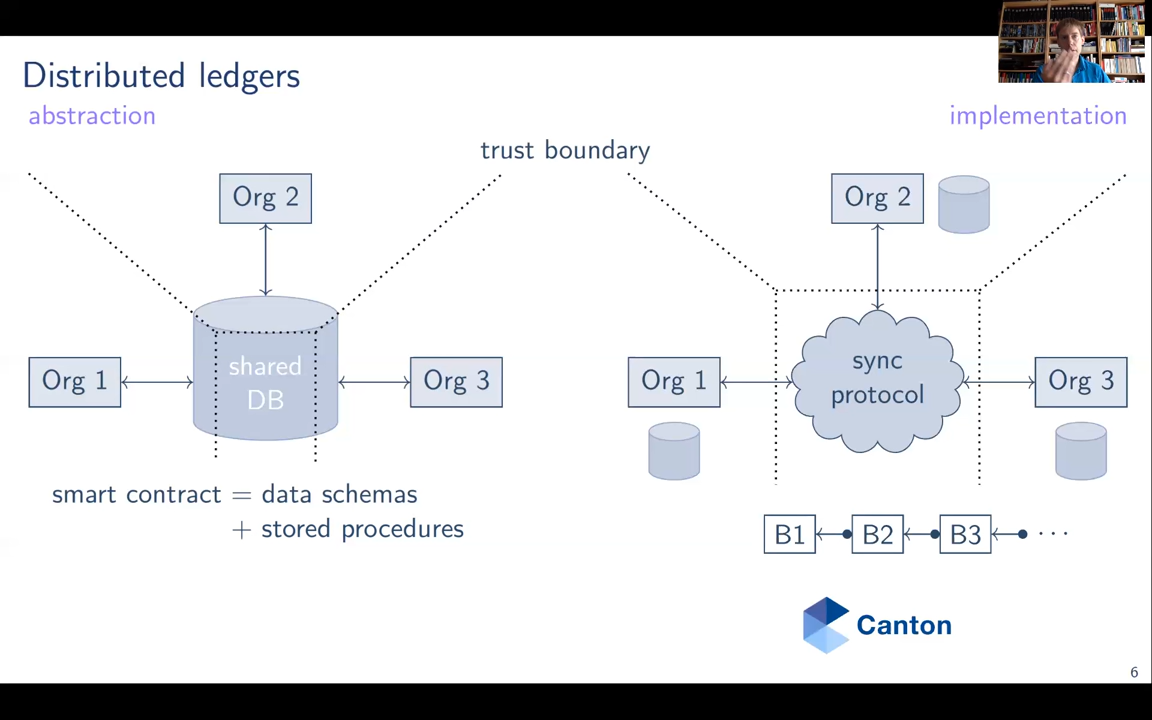 Distributed ledgers
abstraction
implementation
trust boundary
Org 2
Org 1
shared
DB
Org 3
smart contract = data schemas
+ stored procedures
Org 2
Org 1
sync
protocol
Org 3
B1
B2
B3
···
Canton
6